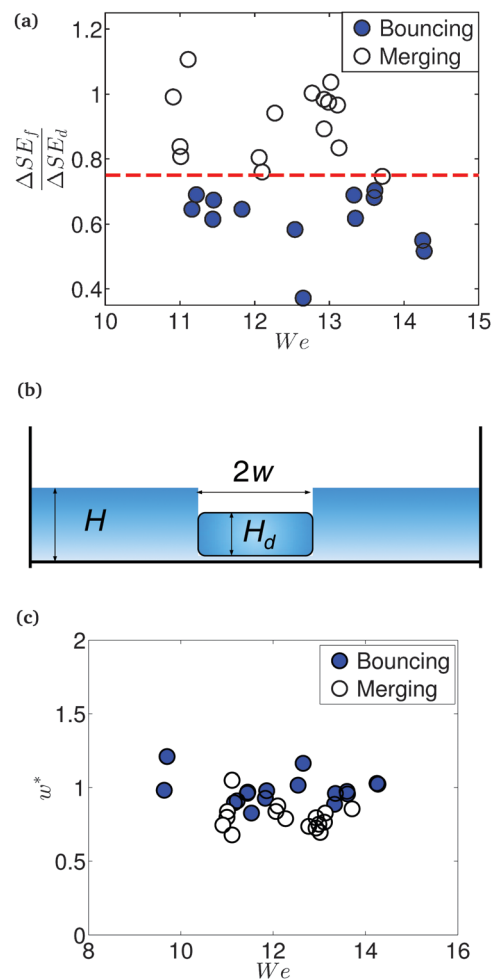 (a)
1.2
1
0.8
0.6
0.4
ΔSE_f
ΔSE_d
Bouncing
Merging
10 11 12 13 14 15
We
(b)
2w
H
H_d
(c)
2
1.5
1
0.5
0
w*
Bouncing
Merging
8 10 12 14 16
We